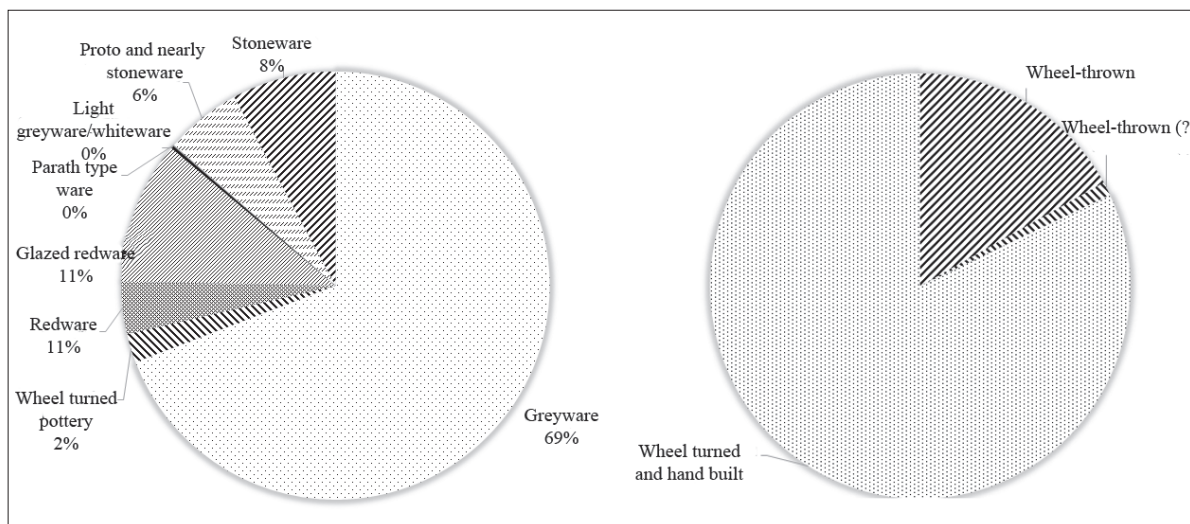 Stoneware
8%
Proto and nearly
stoneware
6%
Light
greyware/whiteware
0%
Parath type
ware
0%
Glazed redware
11%
Redware
11%
Wheel turned
pottery
2%
Greyware
69%
Wheel-thrown
Wheel-thrown (?
Wheel turned
and hand built